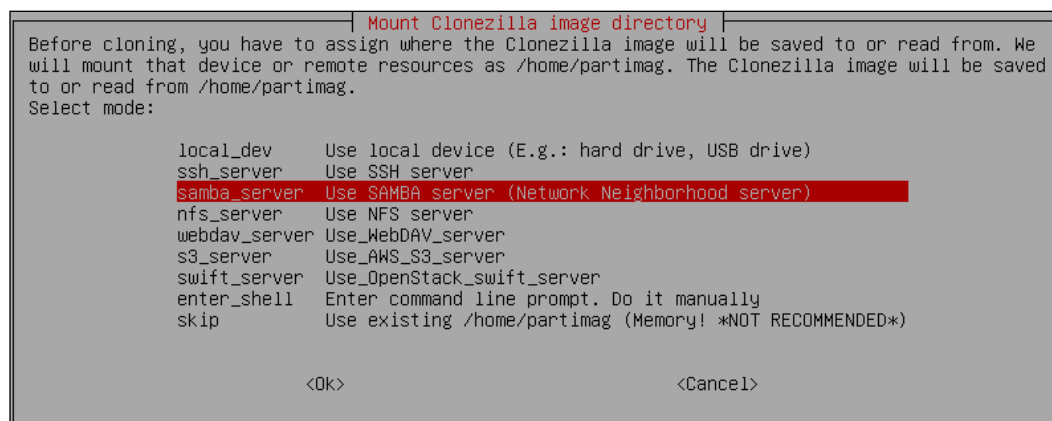 Mount Clonezilla image directory
Before cloning, you have to assign where the Clonezilla image will be saved to or read from. We
will mount that device or remote resources as /home/partimag. The Clonezilla image will be saved
to or read from /home/partimag.
Select mode:
local_dev Use local device (E.g.: hard drive, USB drive)
ssh_server Use SSH server
samba_server Use SAMBA server (Network Neighborhood server)
nfs_server Use NFS server
webdav_server Use_WebDAV_server
s3_server Use_AWS_S3_server
swift_server Use_OpenStack_swift_server
enter_shell Enter command line prompt. Do it manually
skip Use existing /home/partimag (Memory! *NOT RECOMMENDED*)
<Ok> <Cancel>